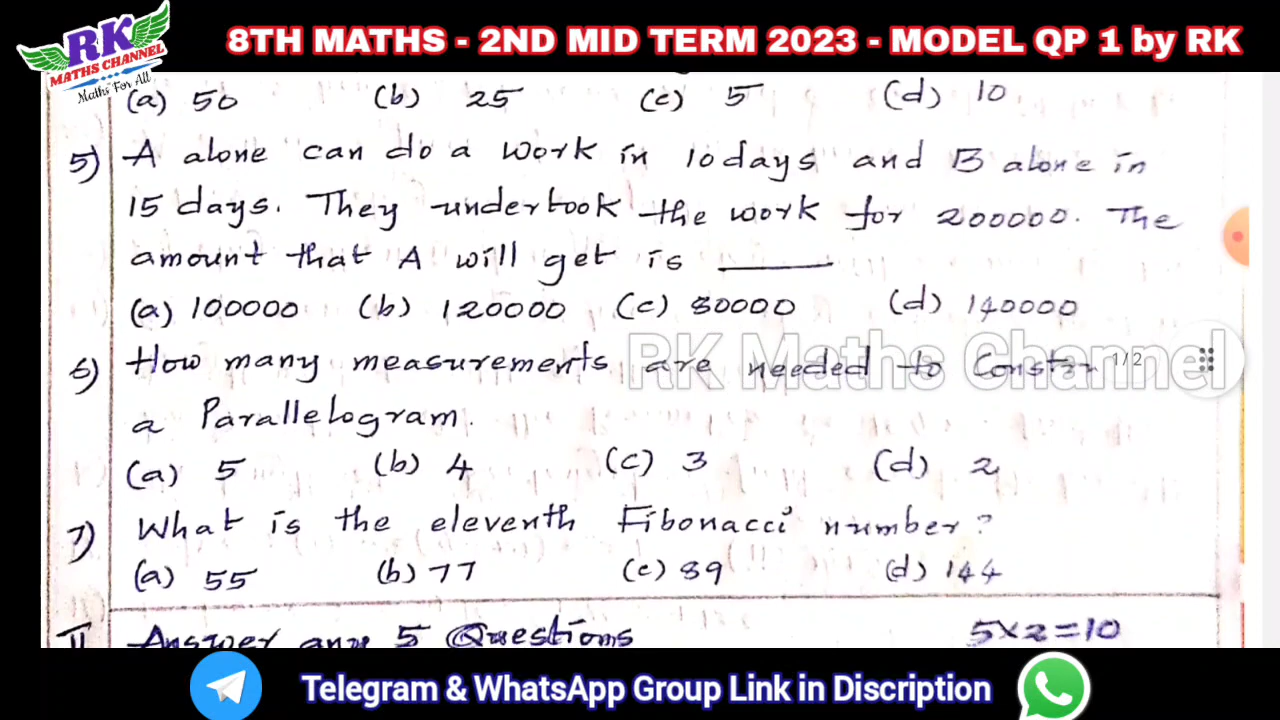 RK
MATHS CHANNEL
Maths For All
8TH MATHS - 2ND MID TERM 2023 - MODEL QP 1 by RK
(a) 50 (b) 25 (c) 5 (d) 10
5) A alone can do a work in 10 days and B alone in
15 days. They undertook the work for 200000. The
amount that A will get is ______
(a) 100000 (b) 120000 (c) 80000 (d) 140000
RK Maths Channel
6) How many measurements are needed to 1/2
a Parallelogram.
(a) 5 (b) 4 (c) 3 (d) 2
7) What is the eleventh Fibonacci number?
(a) 55 (b) 77 (c) 89 (d) 144
II Answer any 5 Questions 5x2=10
Telegram & WhatsApp Group Link in Discription